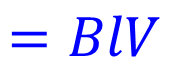 = BlV